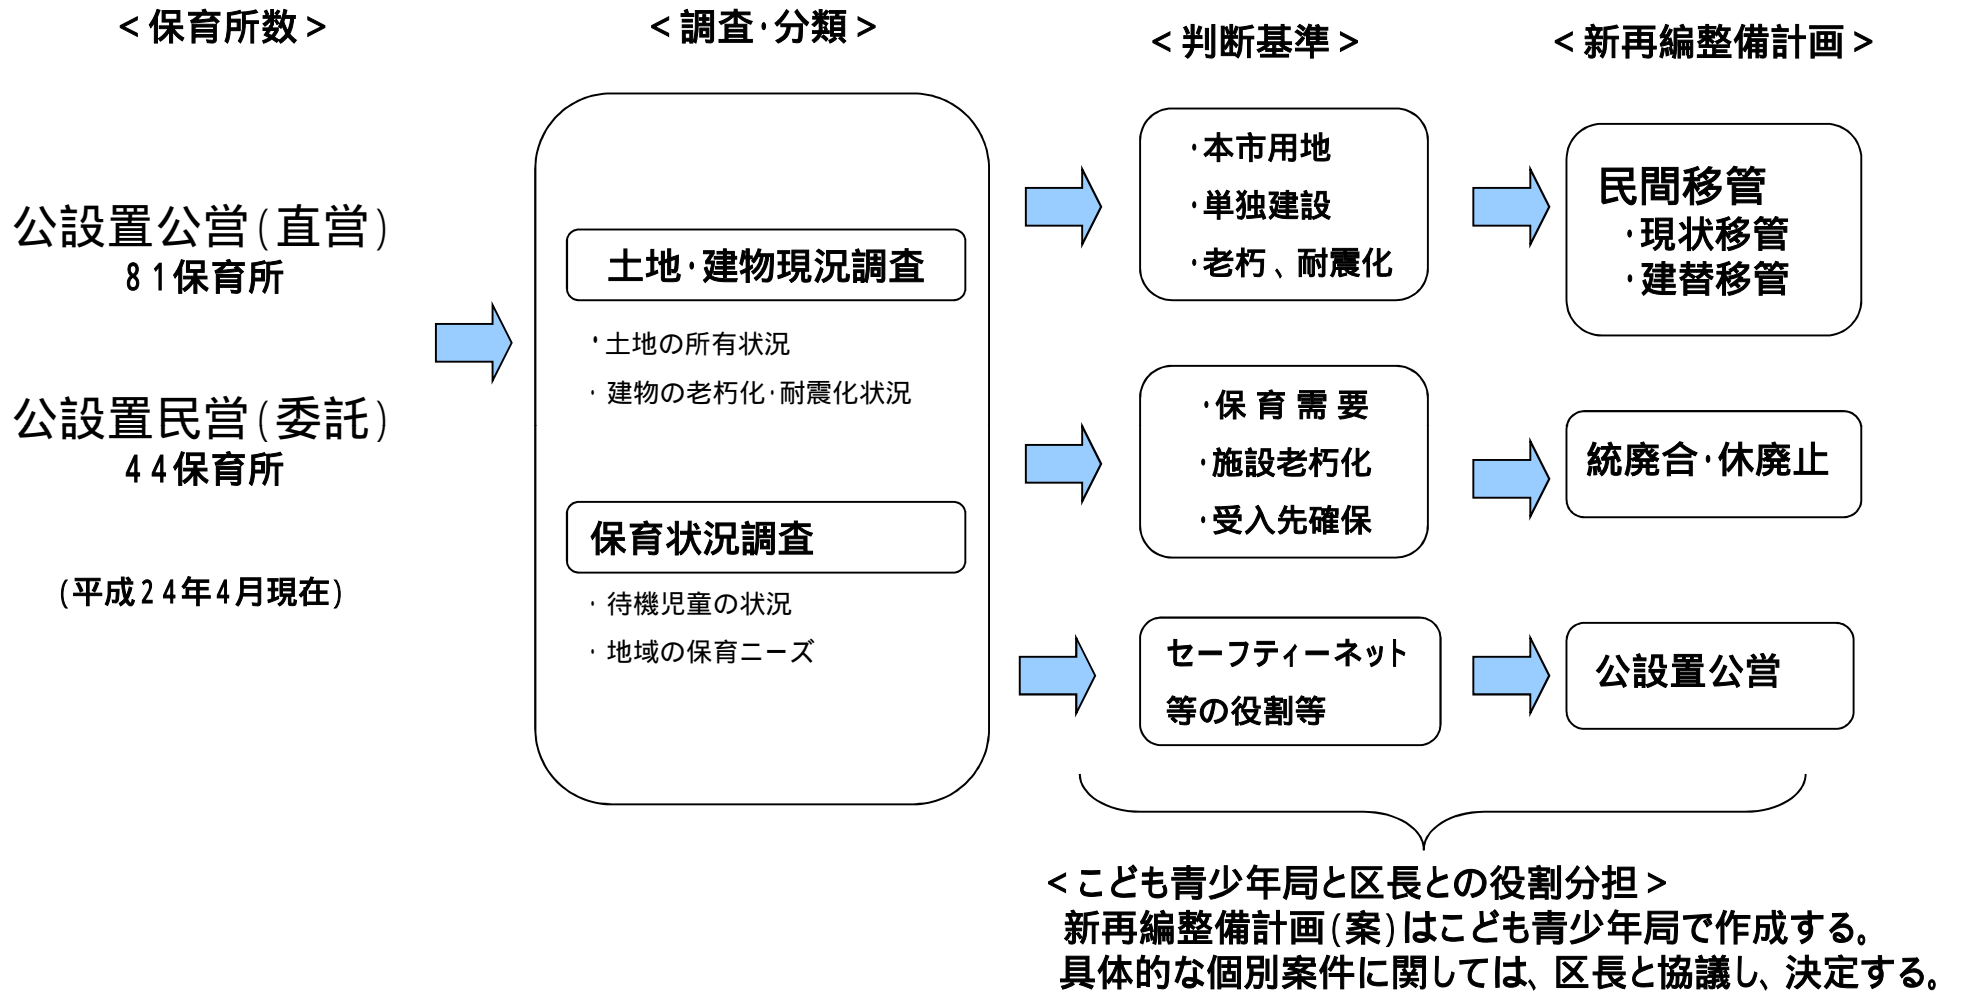 ＜保育所数＞
公設置公営(直営)
81保育所
公設置民営(委託)
44保育所
(平成24年4月現在)
＜調査・分類＞
土地・建物現況調査
・土地の所有状況
・建物の老朽化・耐震化状況
保育状況調査
・待機児童の状況
・地域の保育ニーズ
＜判断基準＞
・本市用地
・単独建設
・老朽、耐震化
・保育需要
・施設老朽化
・受入先確保
セーフティーネット
等の役割等
＜新再編整備計画＞
民間移管
・現状移管
・建替移管
統廃合・休廃止
公設置公営
＜こども青少年局と区長との役割分担＞
新再編整備計画(案)はこども青少年局で作成する。
具体的な個別案件に関しては、区長と協議し、決定する。